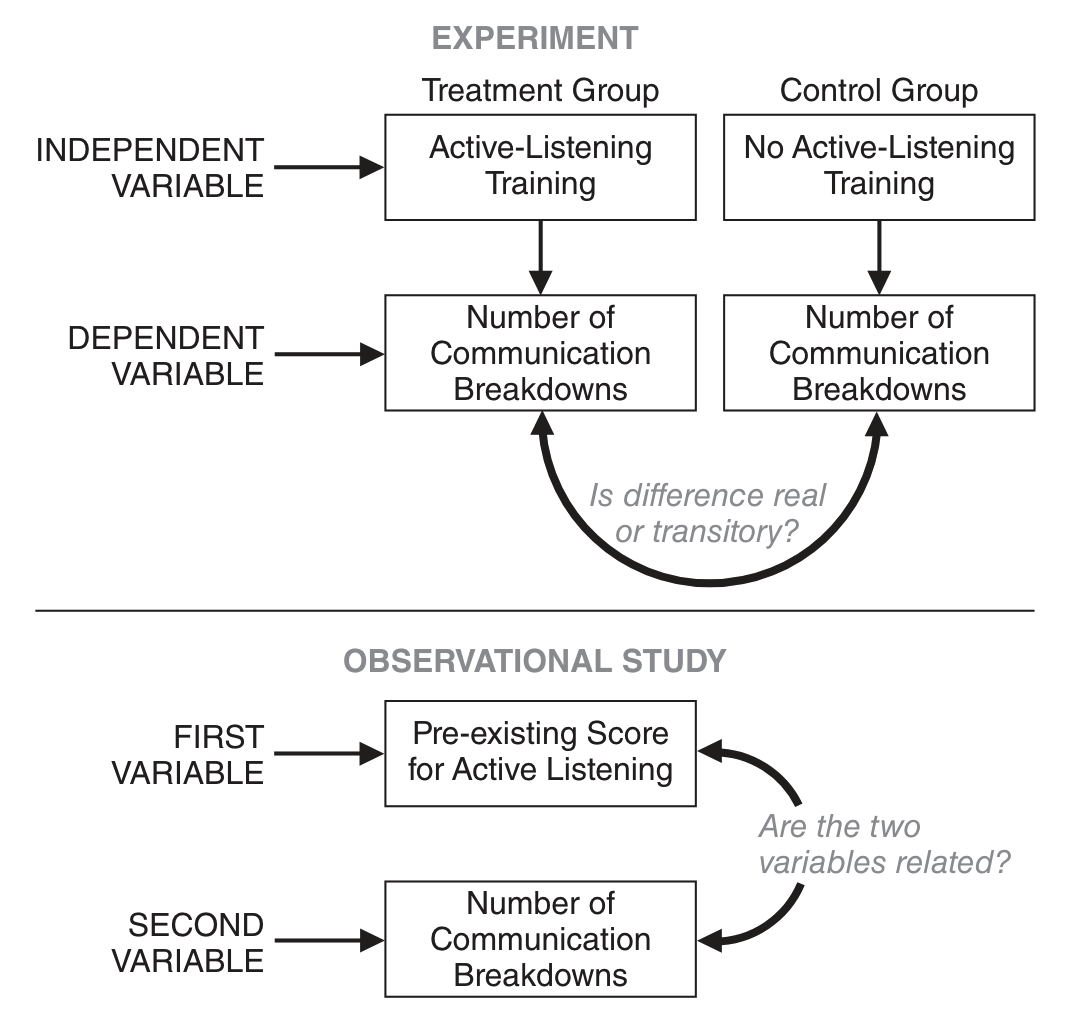 EXPERIMENT
Treatment Group
Control Group
INDEPENDENT
VARIABLE
Active-Listening
Training
No Active-Listening
Training
DEPENDENT
VARIABLE
Number of
Communication
Breakdowns
Number of
Communication
Breakdowns
Is difference real
or transitory?
OBSERVATIONAL STUDY
FIRST
VARIABLE
Pre-existing Score
for Active Listening
Are the two
variables related?
SECOND
VARIABLE
Number of
Communication
Breakdowns